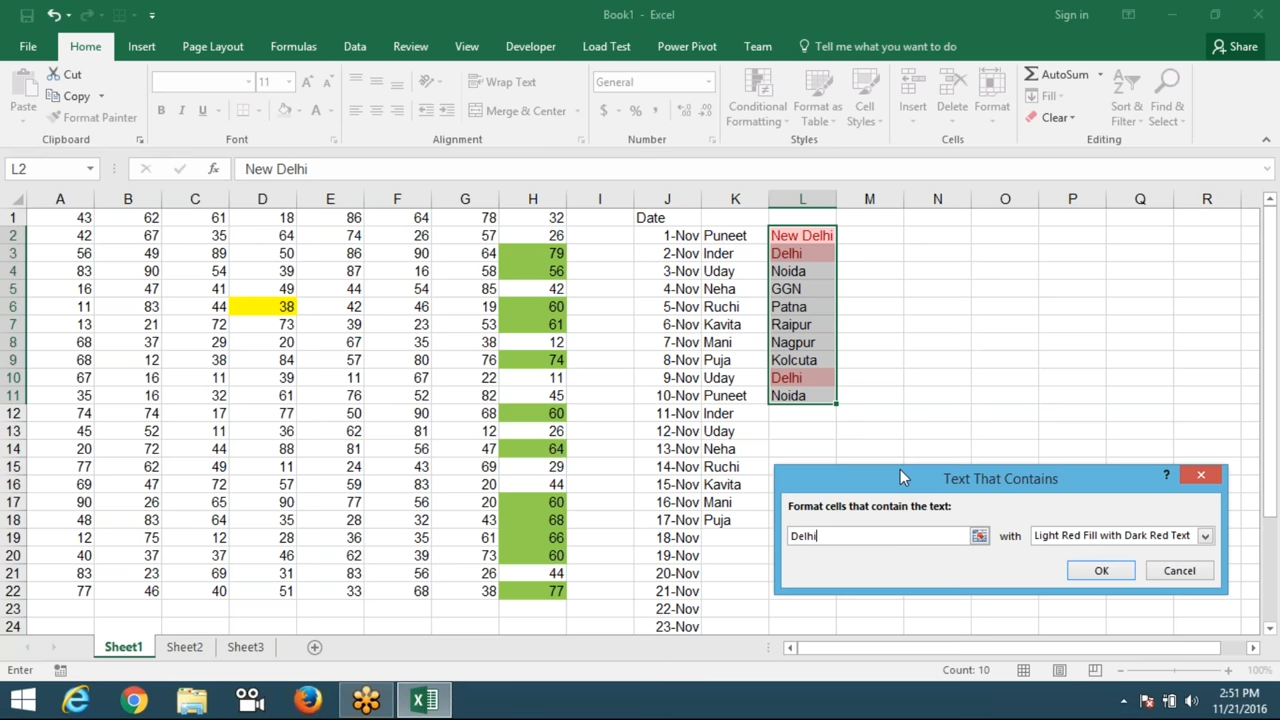 Book1 - Excel
Sign in
File Home Insert Page Layout Formulas Data Review View Developer Load Test Power Pivot Team Tell me what you want to do Share
Paste Cut Copy Format Painter
11
Wrap Text Merge & Center
General
Conditional Formatting Format as Table Cell Styles
Insert Delete Format
AutoSum Fill Clear Sort & Filter Find & Select
Clipboard Font Alignment Number Styles Cells Editing
L2 fx New Delhi
A B C D E F G H I J K L M N O P Q R
1 43 62 61 18 86 64 78 32 Date
2 42 67 35 64 74 26 57 26 1-Nov Puneet New Delhi
3 56 49 89 50 86 90 64 79 2-Nov Inder Delhi
4 83 90 54 39 87 16 58 56 3-Nov Uday Noida
5 16 47 41 49 44 54 85 42 4-Nov Neha GGN
6 11 83 44 38 42 46 19 60 5-Nov Ruchi Patna
7 13 21 72 73 39 23 53 61 6-Nov Kavita Raipur
8 68 37 29 20 67 35 38 12 7-Nov Mani Nagpur
9 68 12 38 84 57 80 76 74 8-Nov Puja Kolcuta
10 67 16 11 39 11 67 22 11 9-Nov Uday Delhi
11 35 16 32 61 76 52 82 45 10-Nov Puneet Noida
12 74 74 17 77 50 90 68 60 11-Nov Inder
13 45 52 11 36 62 81 12 26 12-Nov Uday
14 20 72 44 88 81 56 47 64 13-Nov Neha
15 77 62 49 11 24 43 69 29 14-Nov Ruchi
16 69 47 72 57 59 83 20 44 15-Nov Kavita
17 90 26 65 90 77 56 20 60 16-Nov Mani
18 48 83 64 35 28 32 43 68 17-Nov Puja
19 12 75 12 28 36 35 61 66 18-Nov
20 40 37 37 46 62 39 73 60 19-Nov
21 83 23 69 31 83 56 26 44 20-Nov
22 77 46 40 51 33 68 38 77 21-Nov
23 22-Nov
24 23-Nov
Text That Contains ?
Format cells that contain the text:
Delhi with Light Red Fill with Dark Red Text
OK Cancel
Sheet1 Sheet2 Sheet3
Enter Count: 10 100%
2:51 PM
11/21/2016